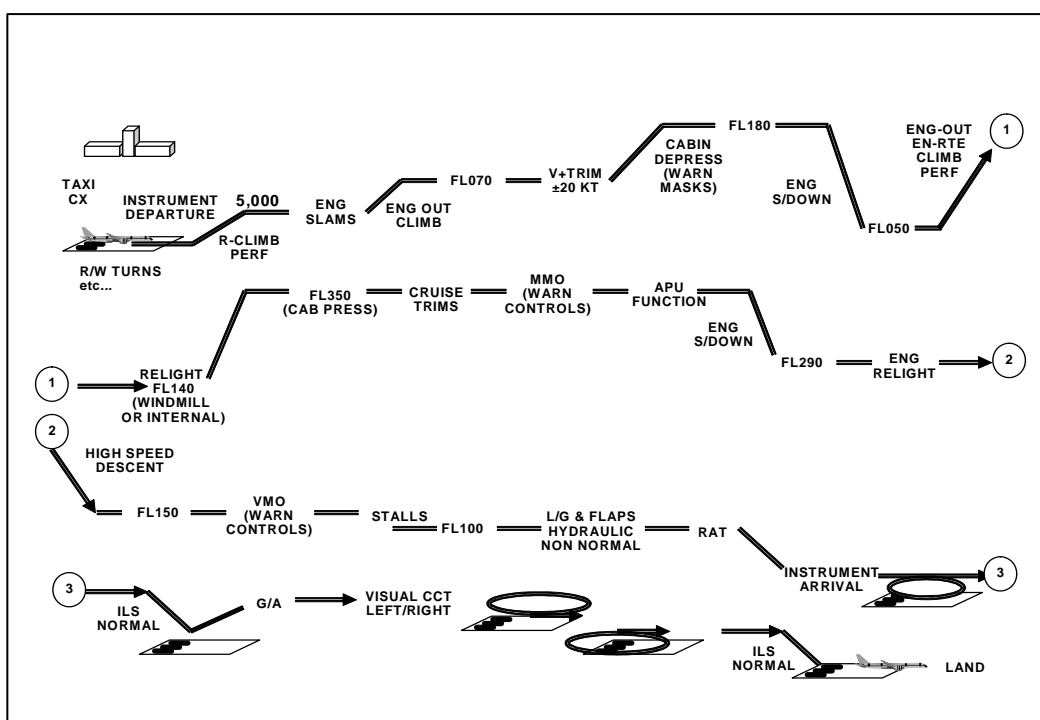 TAXI
CX
R/W TURNS
etc...
INSTRUMENT
DEPARTURE
5,000
R-CLIMB
PERF
ENG
SLAMS
ENG OUT
CLIMB
FL070
V+TRIM
±20 KT
CABIN
DEPRESS
(WARN
MASKS)
FL180
ENG
S/DOWN
FL050
ENG-OUT
EN-RTE
CLIMB
PERF
1
1
RELIGHT
FL140
(WINDMILL
OR INTERNAL)
FL350
(CAB PRESS)
CRUISE
TRIMS
MMO
(WARN
CONTROLS)
APU
FUNCTION
ENG
S/DOWN
FL290
ENG
RELIGHT
2
2
HIGH SPEED
DESCENT
FL150
VMO
(WARN
CONTROLS)
STALLS
FL100
L/G & FLAPS
HYDRAULIC
NON NORMAL
RAT
INSTRUMENT
ARRIVAL
3
3
ILS
NORMAL
G/A
VISUAL CCT
LEFT/RIGHT
ILS
NORMAL
LAND